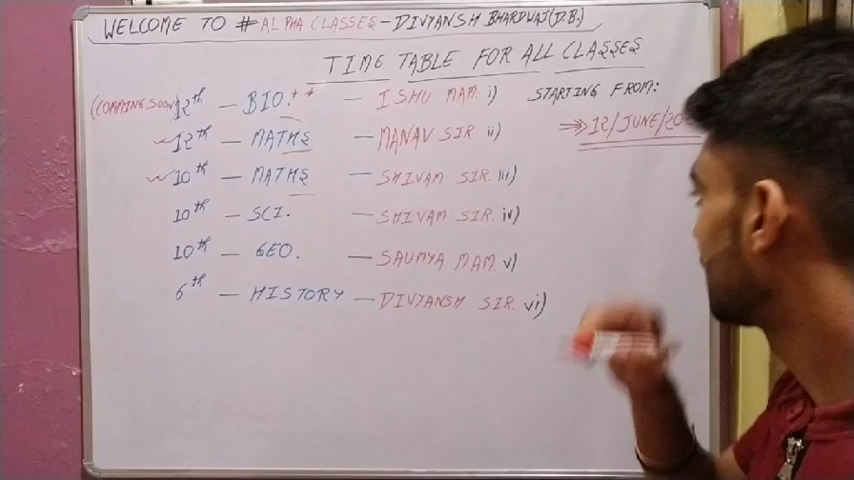 WELCOME TO #ALPHA CLASSES-DIVYANSH BHARDWAJ(D.B.)
TIME TABLE FOR ALL CLASSES
(COMMING SOON) 12th - BIO.** - ISHU MAM. i) STARTING FROM:
12th - MATHS - MANAV SIR. ii) 12/JUNE/
10th - MATHS - SHIVAM SIR. iii)
10th - SCI. - SHIVAM SIR. iv)
10th - GEO. - SAUMYA MAM v)
6th - HISTORY - DIVYANSH SIR. vi)